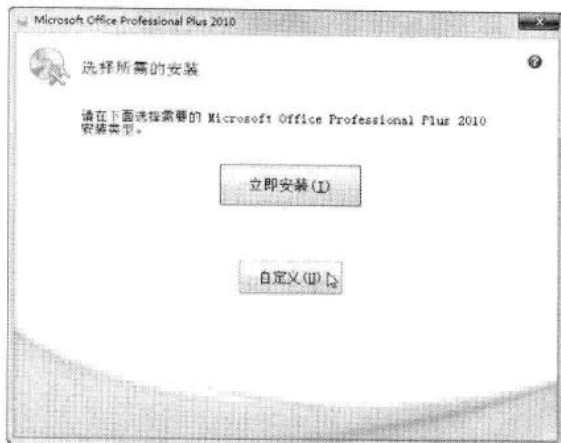 Microsoft Office Professional Plus 2010
选择所需的安装
请在下面选择需要的 Microsoft Office Professional Plus 2010
安装类型。
立即安装(I)
自定义(U)